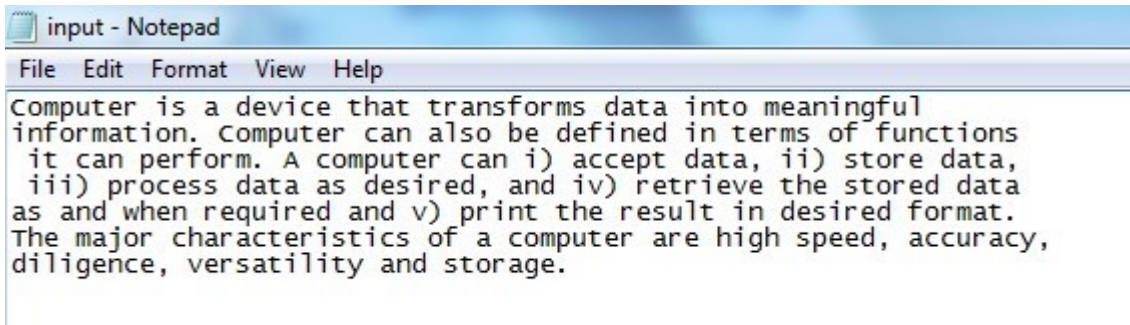 input - Notepad
File Edit Format View Help
Computer is a device that transforms data into meaningful
information. Computer can also be defined in terms of functions
 it can perform. A computer can i) accept data, ii) store data,
 iii) process data as desired, and iv) retrieve the stored data
as and when required and v) print the result in desired format.
The major characteristics of a computer are high speed, accuracy,
diligence, versatility and storage.